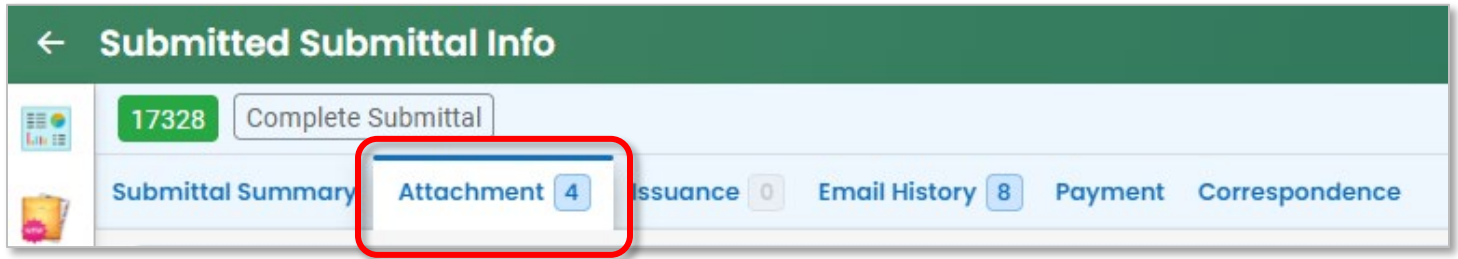 ← Submitted Submittal Info
17328 Complete Submittal
Submittal Summary Attachment 4 Issuance 0 Email History 8 Payment Correspondence